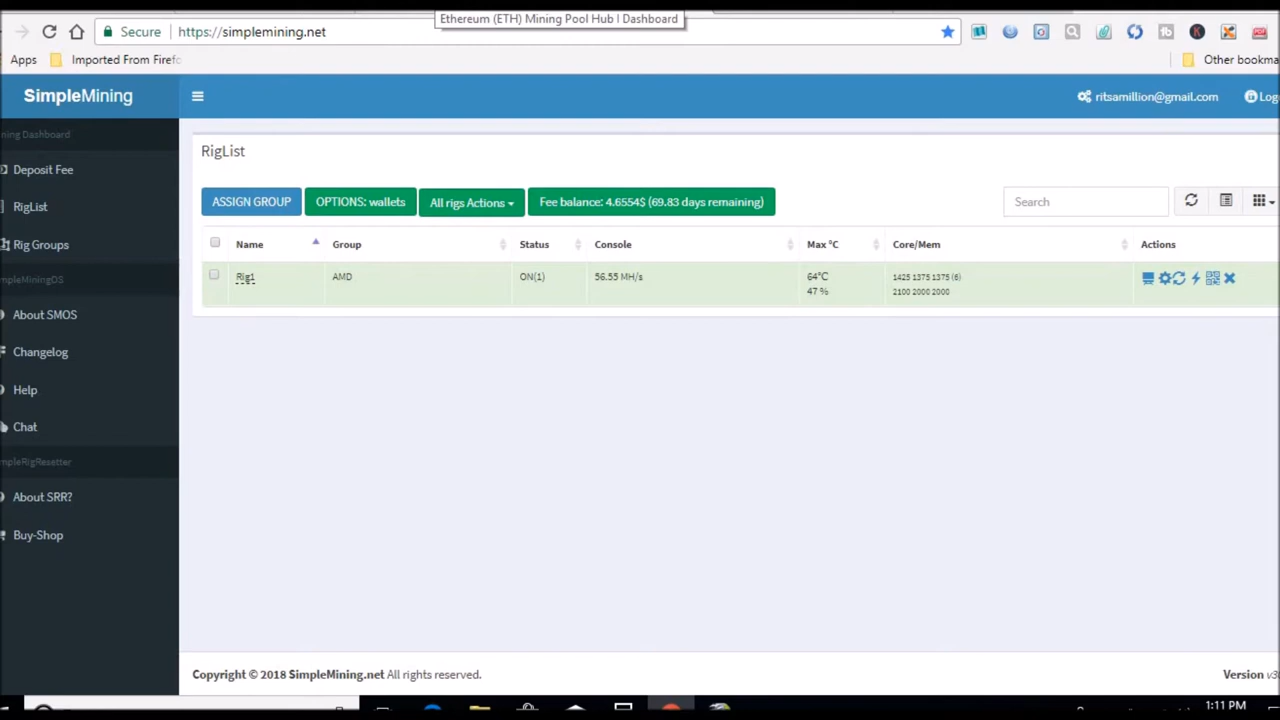 Ethereum (ETH) Mining Pool Hub | Dashboard
Secure https://simplemining.net
Apps Imported From Firefo
Other bookma
SimpleMining
ritsamillion@gmail.com Log
ning Dashboard
Deposit Fee
RigList
Rig Groups
mpleMiningOS
About SMOS
Changelog
Help
Chat
mpleRigResetter
About SRR?
Buy-Shop
RigList
ASSIGN GROUP OPTIONS: wallets All rigs Actions Fee balance: 4.6554$ (69.83 days remaining) Search
Name Group Status Console Max °C Core/Mem Actions
Rig1 AMD ON(1) 56.55 MH/s 64°C 1425 1375 1375 (6)
47 % 2100 2000 2000
Copyright © 2018 SimpleMining.net All rights reserved.
Version
1:11 PM